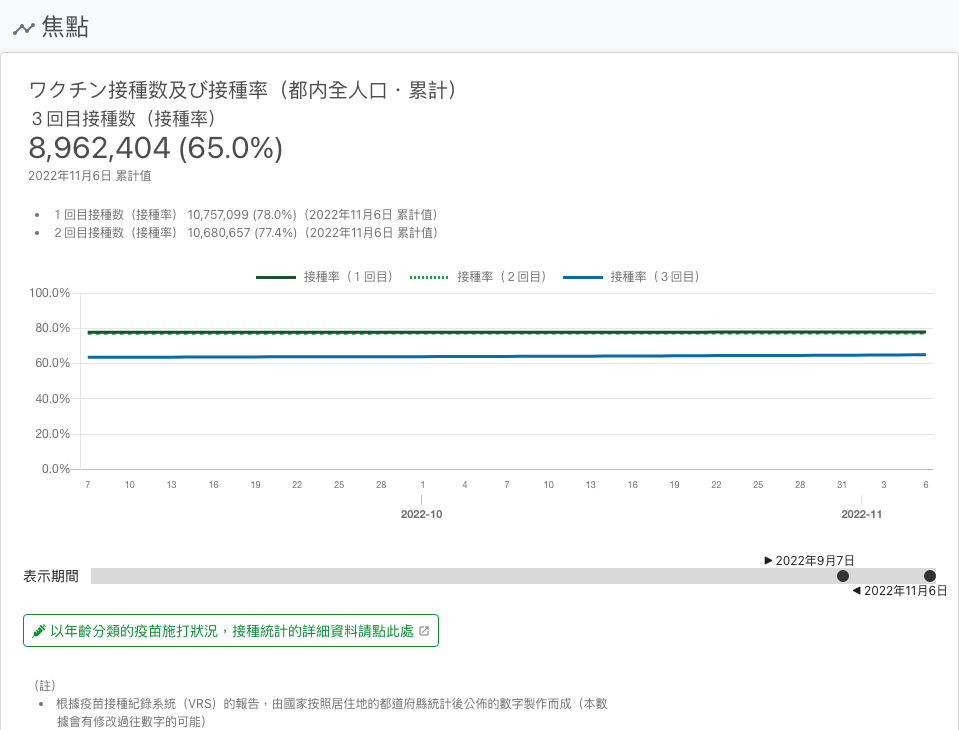 焦點
ワクチン接種数及び接種率（都内全人口・累計）
３回目接種数（接種率）
8,962,404 (65.0%)
2022年11月6日 累計値
• １回目接種数（接種率） 10,757,099 (78.0%)（2022年11月6日 累計値）
• ２回目接種数（接種率） 10,680,657 (77.4%)（2022年11月6日 累計値）
接種率（１回目） 接種率（２回目） 接種率（３回目）
100.0%
80.0%
60.0%
40.0%
20.0%
0.0%
7 10 13 16 19 22 25 28 1 4 7 10 13 16 19 22 25 28 31 3 6
2022-10 2022-11
▶ 2022年9月7日
表示期間
◀ 2022年11月6日
以年齡分類的疫苗施打狀況，接種統計的詳細資料請點此處
（註）
• 根據疫苗接種紀錄系統（VRS）的報告，由國家按照居住地的都道府縣統計後公佈的數字製作而成（本數
據會有修改過往數字的可能）